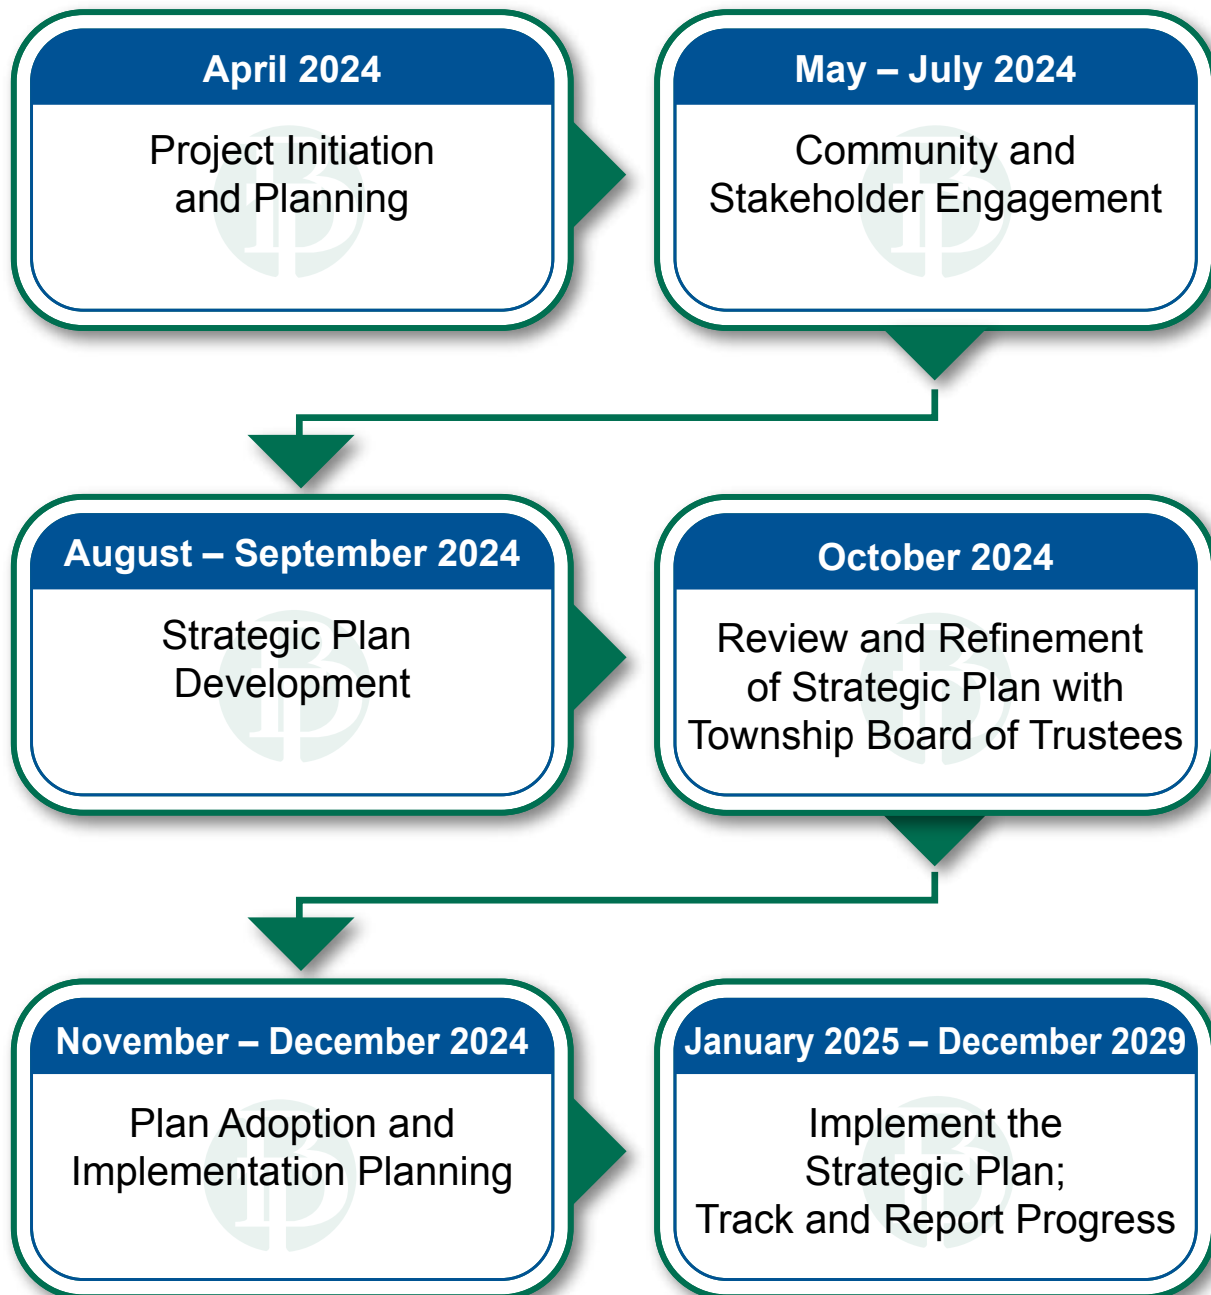 April 2024
Project Initiation
and Planning
May – July 2024
Community and
Stakeholder Engagement
August – September 2024
Strategic Plan
Development
October 2024
Review and Refinement
of Strategic Plan with
Township Board of Trustees
November – December 2024
Plan Adoption and
Implementation Planning
January 2025 – December 2029
Implement the
Strategic Plan;
Track and Report Progress